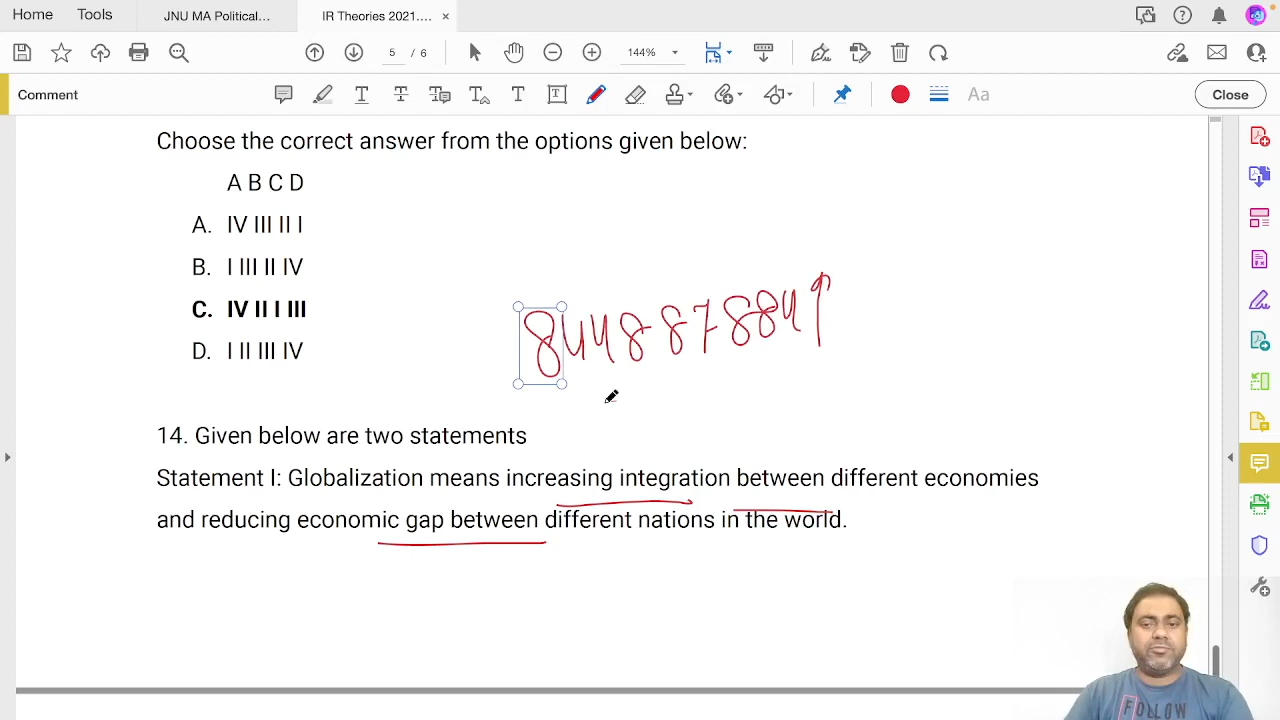 Home Tools JNU MA Political... IR Theories 2021.... ×
5 / 6 144%
Comment Aa Close
Choose the correct answer from the options given below:
A B C D
A. IV III II I
B. I III II IV
C. IV II I III
D. I II III IV
8448878841
14. Given below are two statements
Statement I: Globalization means increasing integration between different economies
and reducing economic gap between different nations in the world.
FOLLOW